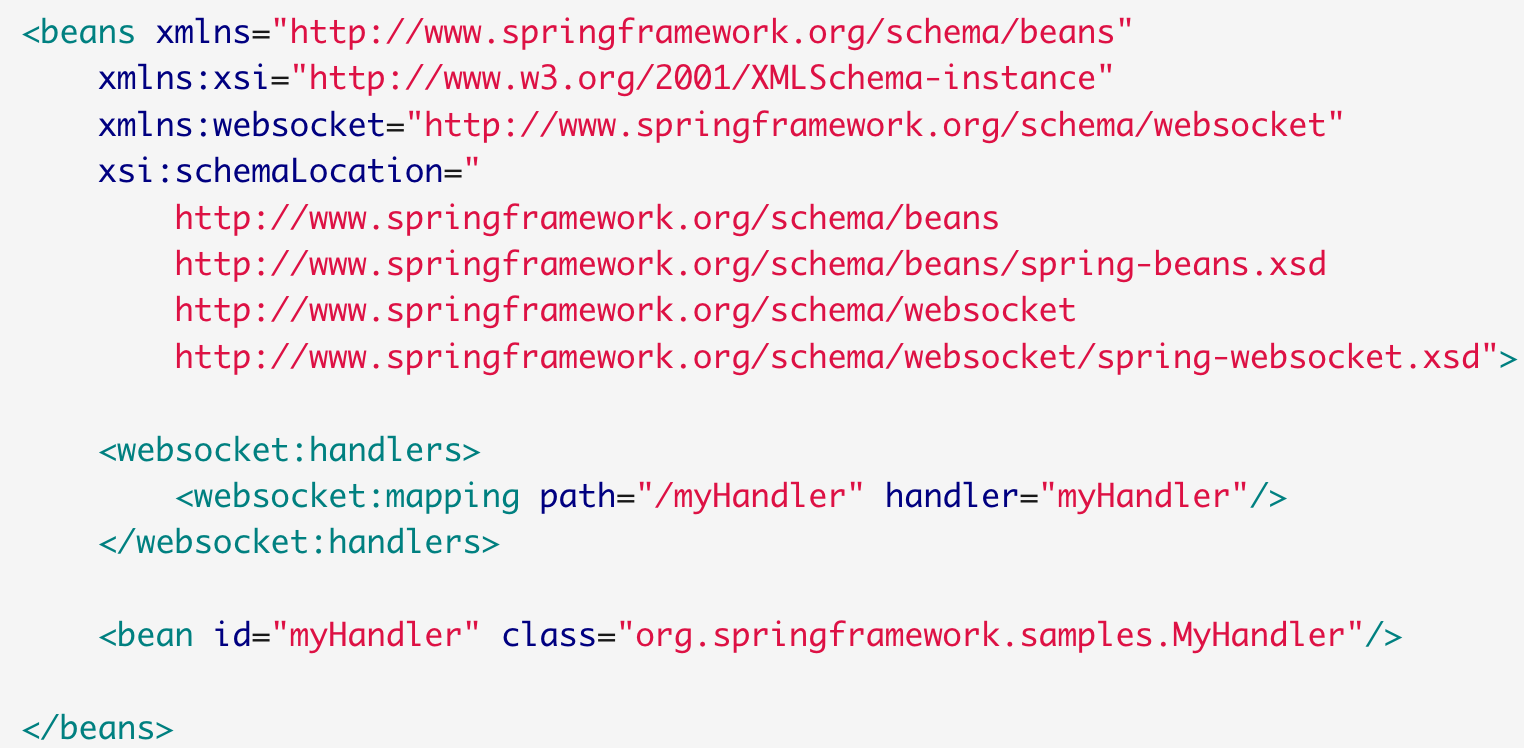 <beans xmlns="http://www.springframework.org/schema/beans"
    xmlns:xsi="http://www.w3.org/2001/XMLSchema-instance"
    xmlns:websocket="http://www.springframework.org/schema/websocket"
    xsi:schemaLocation="
        http://www.springframework.org/schema/beans
        http://www.springframework.org/schema/beans/spring-beans.xsd
        http://www.springframework.org/schema/websocket
        http://www.springframework.org/schema/websocket/spring-websocket.xsd">

    <websocket:handlers>
        <websocket:mapping path="/myHandler" handler="myHandler"/>
    </websocket:handlers>

    <bean id="myHandler" class="org.springframework.samples.MyHandler"/>

</beans>